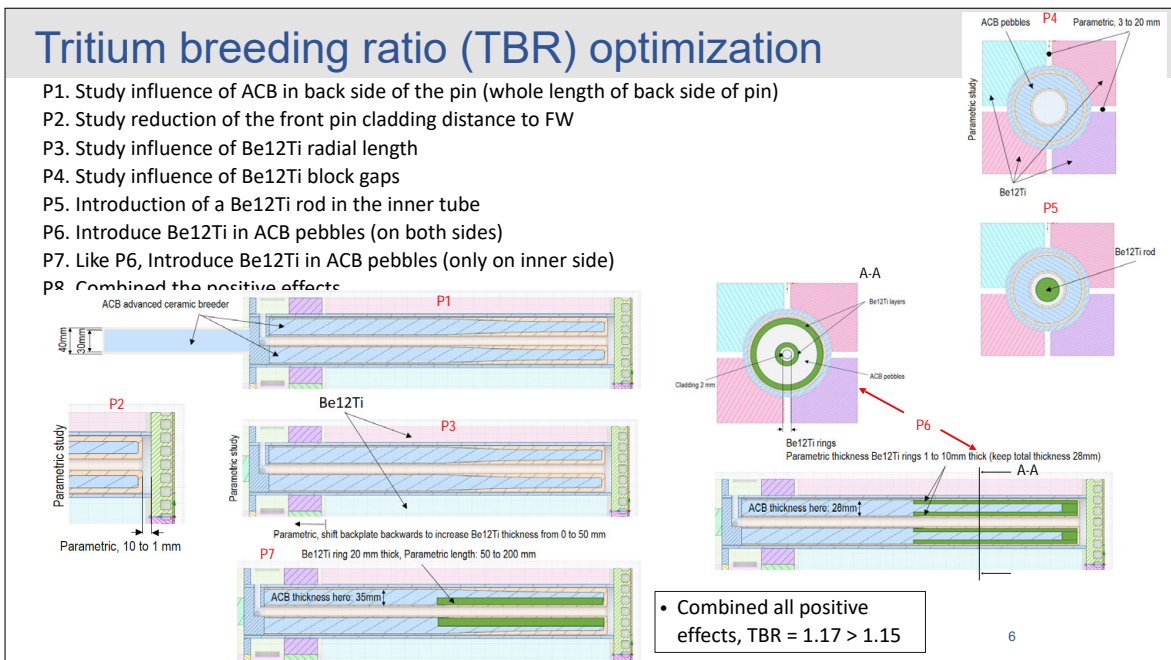 Tritium breeding ratio (TBR) optimization
P1. Study influence of ACB in back side of the pin (whole length of back side of pin)
P2. Study reduction of the front pin cladding distance to FW
P3. Study influence of Be12Ti radial length
P4. Study influence of Be12Ti block gaps
P5. Introduction of a Be12Ti rod in the inner tube
P6. Introduce Be12Ti in ACB pebbles (on both sides)
P7. Like P6, Introduce Be12Ti in ACB pebbles (only on inner side)
P8. Combined the positive effects
ACB pebbles
P4
Parametric, 3 to 20 mm
Parametric study
Be12Ti
P5
Be12Ti rod
ACB advanced ceramic breeder
P1
40mm
30mm
P2
Parametric study
Parametric, 10 to 1 mm
Be12Ti
P3
Parametric study
Parametric, shift backplate backwards to increase Be12Ti thickness from 0 to 50 mm
P7
Be12Ti ring 20 mm thick, Parametric length: 50 to 200 mm
ACB thickness here: 35mm
A-A
Be12Ti layers
Cladding 2 mm
ACB pebbles
Be12Ti rings
P6
Parametric thickness Be12Ti rings 1 to 10mm thick (keep total thickness 28mm)
A-A
ACB thickness here: 28mm
• Combined all positive
effects, TBR = 1.17 > 1.15
6